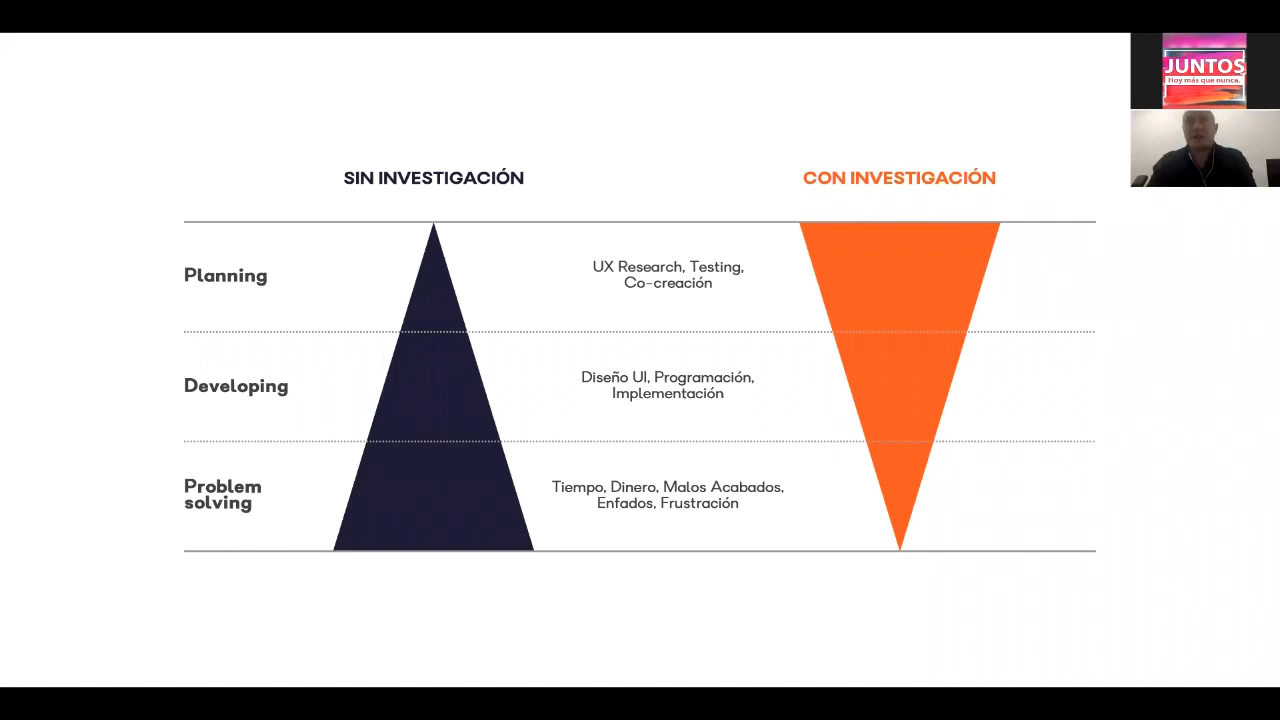 JUNTOS
Hoy más que nunca.
SIN INVESTIGACIÓN
CON INVESTIGACIÓN
Planning
UX Research, Testing,
Co-creación
Developing
Diseño UI, Programación,
Implementación
Problem
solving
Tiempo, Dinero, Malos Acabados,
Enfados, Frustración